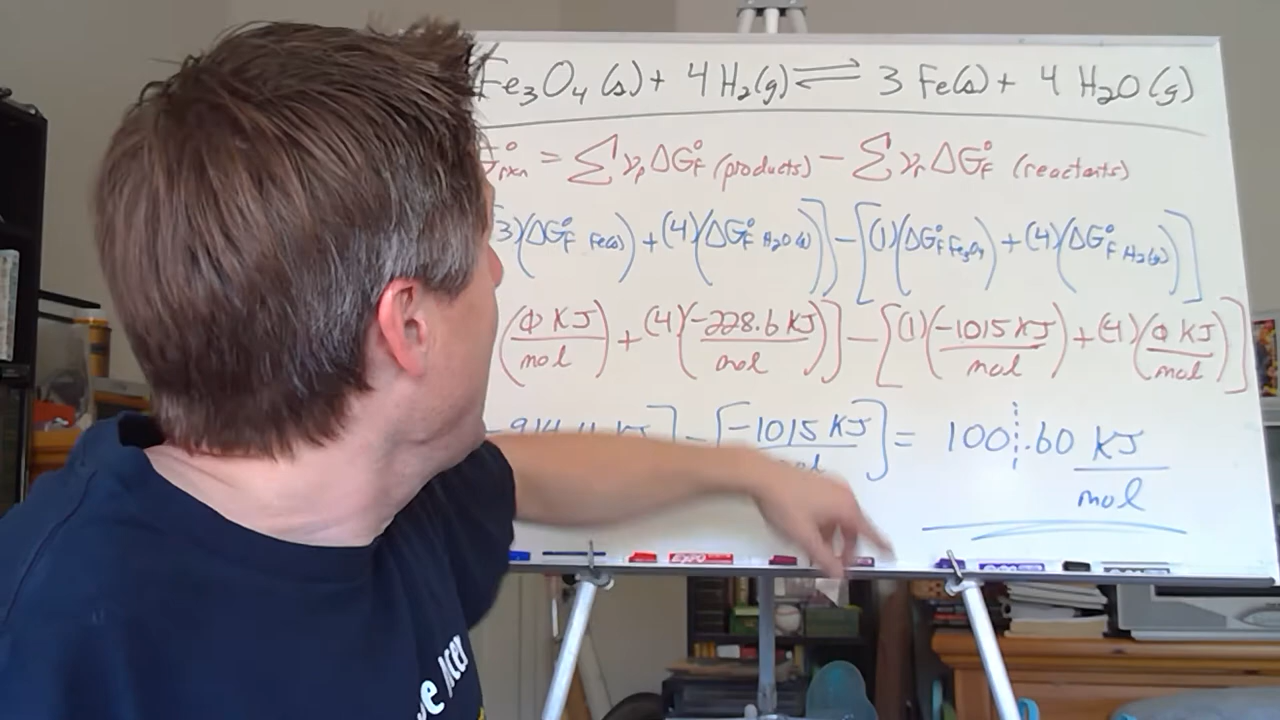 Fe₃O₄ (s) + 4 H₂(g) ⇌ 3 Fe(s) + 4 H₂O (g)
°rxn = Σ νp ΔG°F (products) − Σ νr ΔG°F (reactants)
3)(ΔG°F Fe(s)) + (4)(ΔG°F H₂O (g))] − [(1)(ΔG°F Fe₃O₄) + (4)(ΔG°F H₂(g))]
(0 KJ/mol) + (4)(−228.6 KJ/mol)] − [(1)(−1015 KJ/mol) + (4)(0 KJ/mol)]
−914.4 KJ] − [−1015 KJ/mol] = 100.60 KJ/mol
EXPO